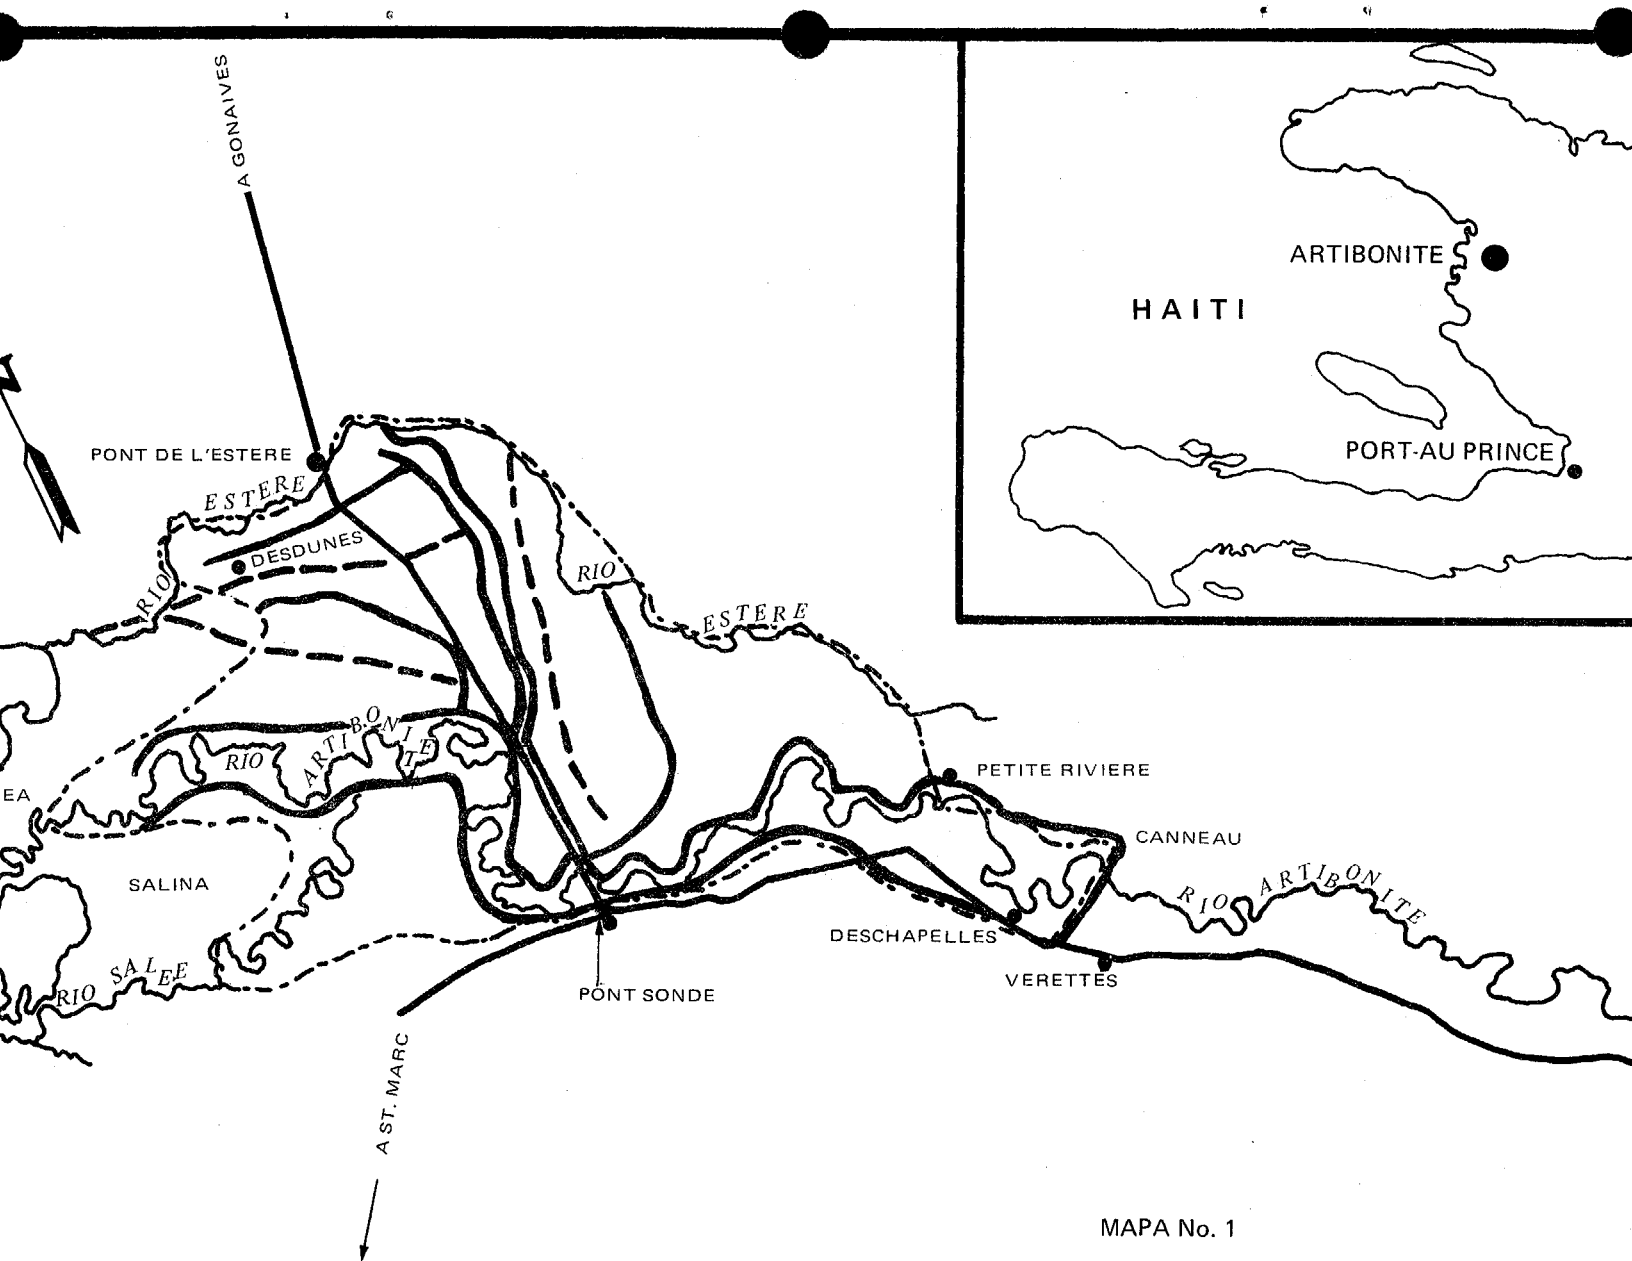 A GONAIVES
N
ARTIBONITE
HAITI
PORT-AU PRINCE
PONT DE L'ESTERE
ESTERE
DESDUNES
RIO
RIO
ESTERE
ARTIBONITE
RIO
EA
PETITE RIVIERE
CANNEAU
SALINA
RIO ARTIBONITE
DESCHAPELLES
RIO SALEE
VERETTES
PONT SONDE
A ST. MARC
MAPA No. 1